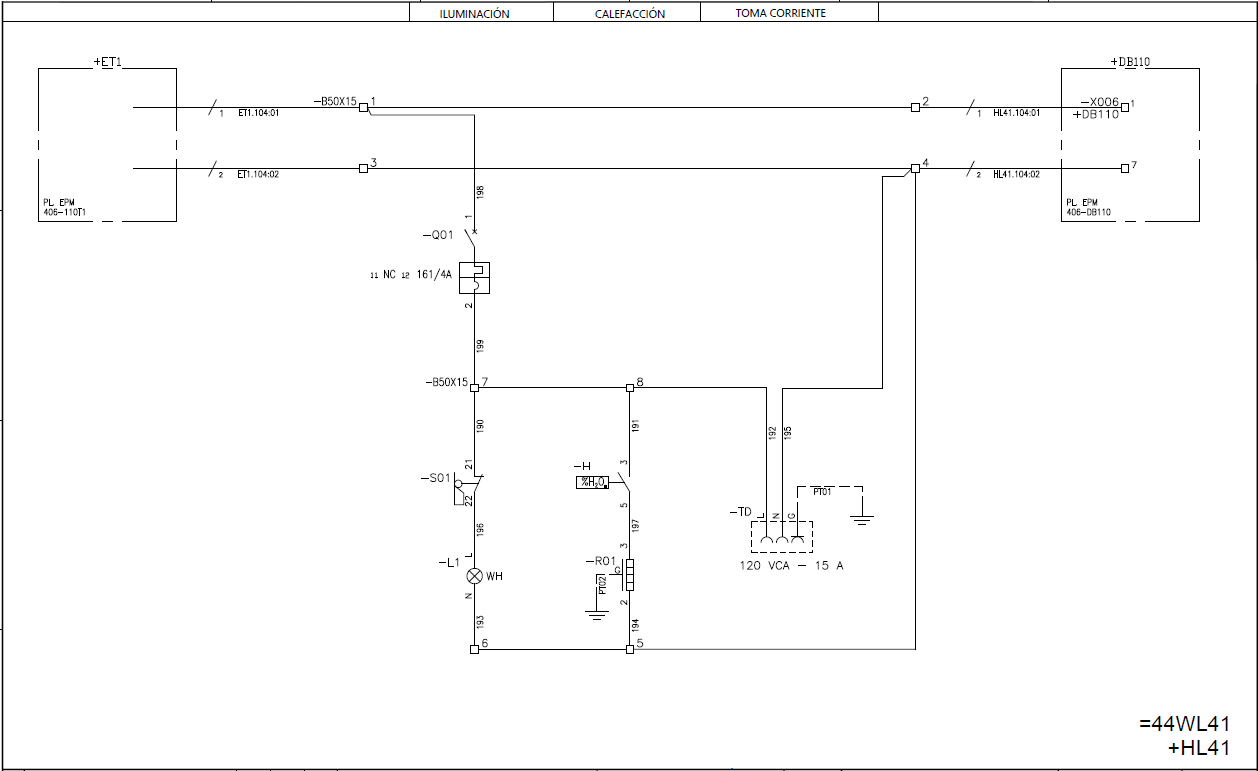 ILUMINACIÓN
CALEFACCIÓN
TOMA CORRIENTE
+ET1
+DB110
-B50X15 1
2
1 ET1.104:01
1 HL41.104:01
-X006 1
+DB110
3
4
7
2 ET1.104:02
2 HL41.104:02
PL EPM
406-110T1
PL EPM
406-DB110
198
1
-Q01
11 NC 12 161/4A
2
199
-B50X15 7
8
190
191
192
195
21
-S01
22
-H
3
%H2O
5
PT01
-TD
L
N
G
120 VCA - 15 A
196
197
-L1
L
WH
N
3
-R01
G
PT02
2
193
194
6
5
=44WL41
+HL41